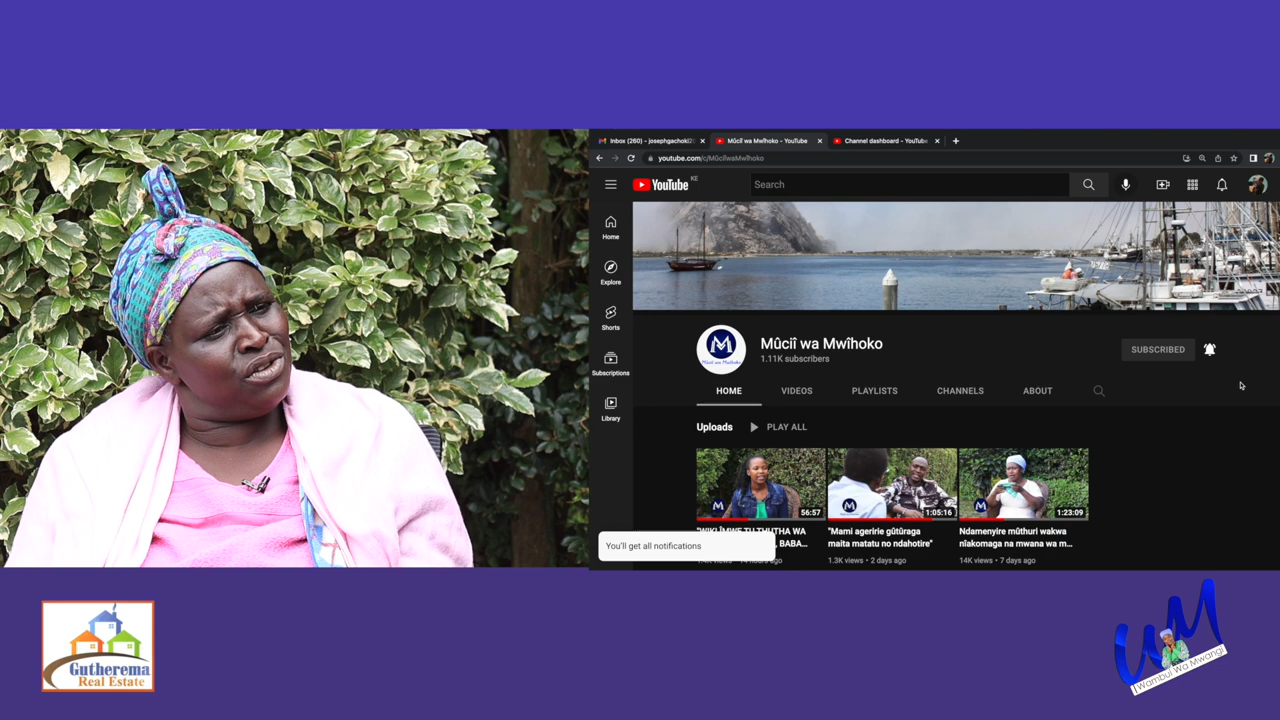 Inbox (260) - josephgachoki20
Mûciî wa Mwîhoko - YouTube
Channel dashboard - YouTube
youtube.com/c/MûciîwaMwîhoko
YouTube KE
Search
Home
Explore
Shorts
Subscriptions
Library
M
Mûciî wa Mwîhoko
1.11K subscribers
SUBSCRIBED
HOME VIDEOS PLAYLISTS CHANNELS ABOUT
Uploads PLAY ALL
M
56:57
M
1:05:16
M
1:23:09
BABA...
"Mami ageririe gûtûraga
maita matatu no ndahotire"
1.3K views • 2 days ago
Ndamenyire mûthuri wakwa
nîakomaga na mwana wa m...
14K views • 7 days ago
You'll get all notifications
Gutherema
Real Estate
WM
Wambui Wa Mwangi